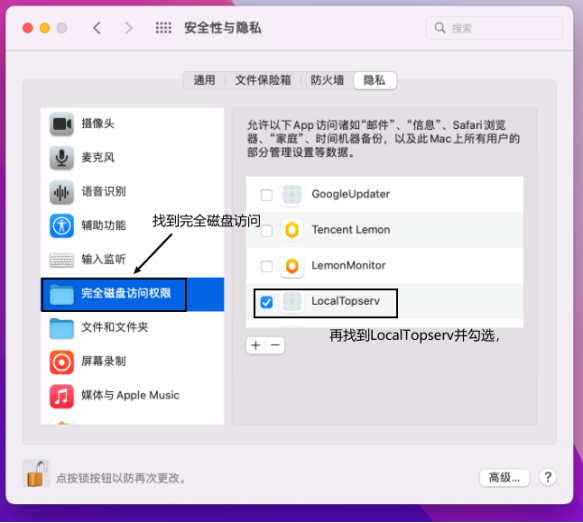 安全性与隐私
搜索
通用
文件保险箱
防火墙
隐私
摄像头
麦克风
语音识别
辅助功能
输入监听
完全磁盘访问权限
文件和文件夹
屏幕录制
媒体与 Apple Music
找到完全磁盘访问
允许以下App访问诸如“邮件”、“信息”、Safari浏览
器、“家庭”、时间机器备份，以及此Mac上所有用户的
部分管理设置等数据。
GoogleUpdater
Tencent Lemon
LemonMonitor
LocalTopserv
再找到LocalTopserv并勾选，
+ −
点按锁按钮以防再次更改。
高级...
?